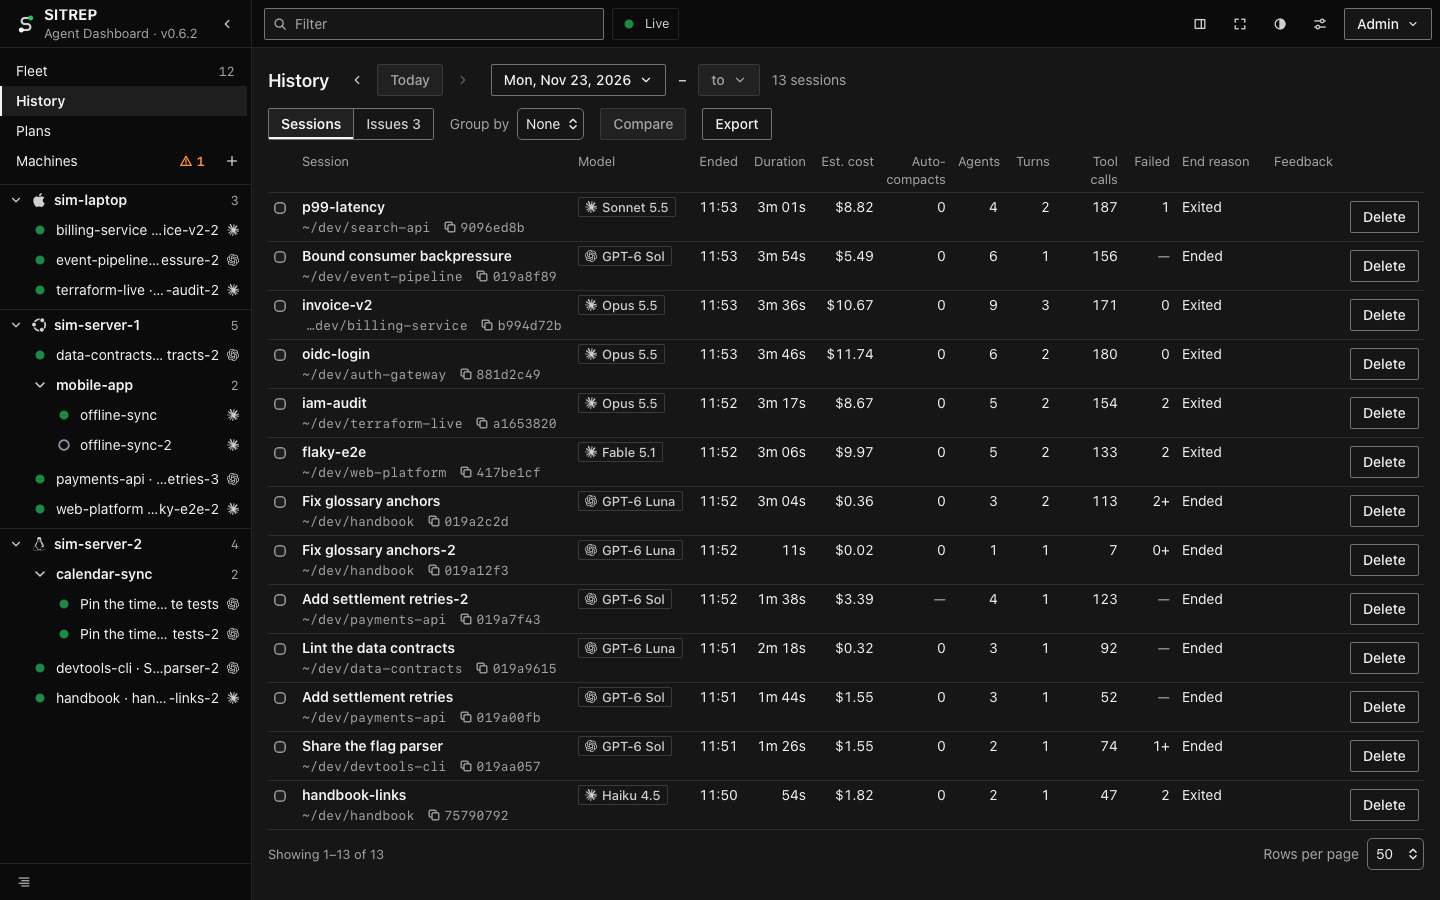 SITREP
Agent Dashboard · v0.6.2
Filter
Live
Admin
Fleet 12
History
Plans
Machines 1
sim-laptop 3
billing-service …ice-v2-2
event-pipeline… essure-2
terraform-live ·… -audit-2
sim-server-1 5
data-contracts… tracts-2
mobile-app 2
offline-sync
offline-sync-2
payments-api · …etries-3
web-platform …ky-e2e-2
sim-server-2 4
calendar-sync 2
Pin the time… te tests
Pin the time… tests-2
devtools-cli · S…parser-2
handbook · han… -links-2
History Today Mon, Nov 23, 2026 – to 13 sessions
Sessions Issues 3 Group by None Compare Export
Session Model Ended Duration Est. cost Auto-compacts Agents Turns Tool calls Failed End reason Feedback
p99-latency Sonnet 5.5 11:53 3m 01s $8.82 0 4 2 187 1 Exited Delete
~/dev/search-api 9096ed8b
Bound consumer backpressure GPT-6 Sol 11:53 3m 54s $5.49 0 6 1 156 — Ended Delete
~/dev/event-pipeline 019a8f89
invoice-v2 Opus 5.5 11:53 3m 36s $10.67 0 9 3 171 0 Exited Delete
…dev/billing-service b994d72b
oidc-login Opus 5.5 11:53 3m 46s $11.74 0 6 2 180 0 Exited Delete
~/dev/auth-gateway 881d2c49
iam-audit Opus 5.5 11:52 3m 17s $8.67 0 5 2 154 2 Exited Delete
~/dev/terraform-live a1653820
flaky-e2e Fable 5.1 11:52 3m 06s $9.97 0 5 2 133 2 Exited Delete
~/dev/web-platform 417be1cf
Fix glossary anchors GPT-6 Luna 11:52 3m 04s $0.36 0 3 2 113 2+ Ended Delete
~/dev/handbook 019a2c2d
Fix glossary anchors-2 GPT-6 Luna 11:52 11s $0.02 0 1 1 7 0+ Ended Delete
~/dev/handbook 019a12f3
Add settlement retries-2 GPT-6 Sol 11:52 1m 38s $3.39 — 4 1 123 — Ended Delete
~/dev/payments-api 019a7f43
Lint the data contracts GPT-6 Luna 11:51 2m 18s $0.32 0 3 1 92 — Ended Delete
~/dev/data-contracts 019a9615
Add settlement retries GPT-6 Sol 11:51 1m 44s $1.55 0 3 1 52 — Ended Delete
~/dev/payments-api 019a00fb
Share the flag parser GPT-6 Sol 11:51 1m 26s $1.55 0 2 1 74 1+ Ended Delete
~/dev/devtools-cli 019aa057
handbook-links Haiku 4.5 11:50 54s $1.82 0 2 1 47 2 Exited Delete
~/dev/handbook 75790792
Showing 1–13 of 13 Rows per page 50